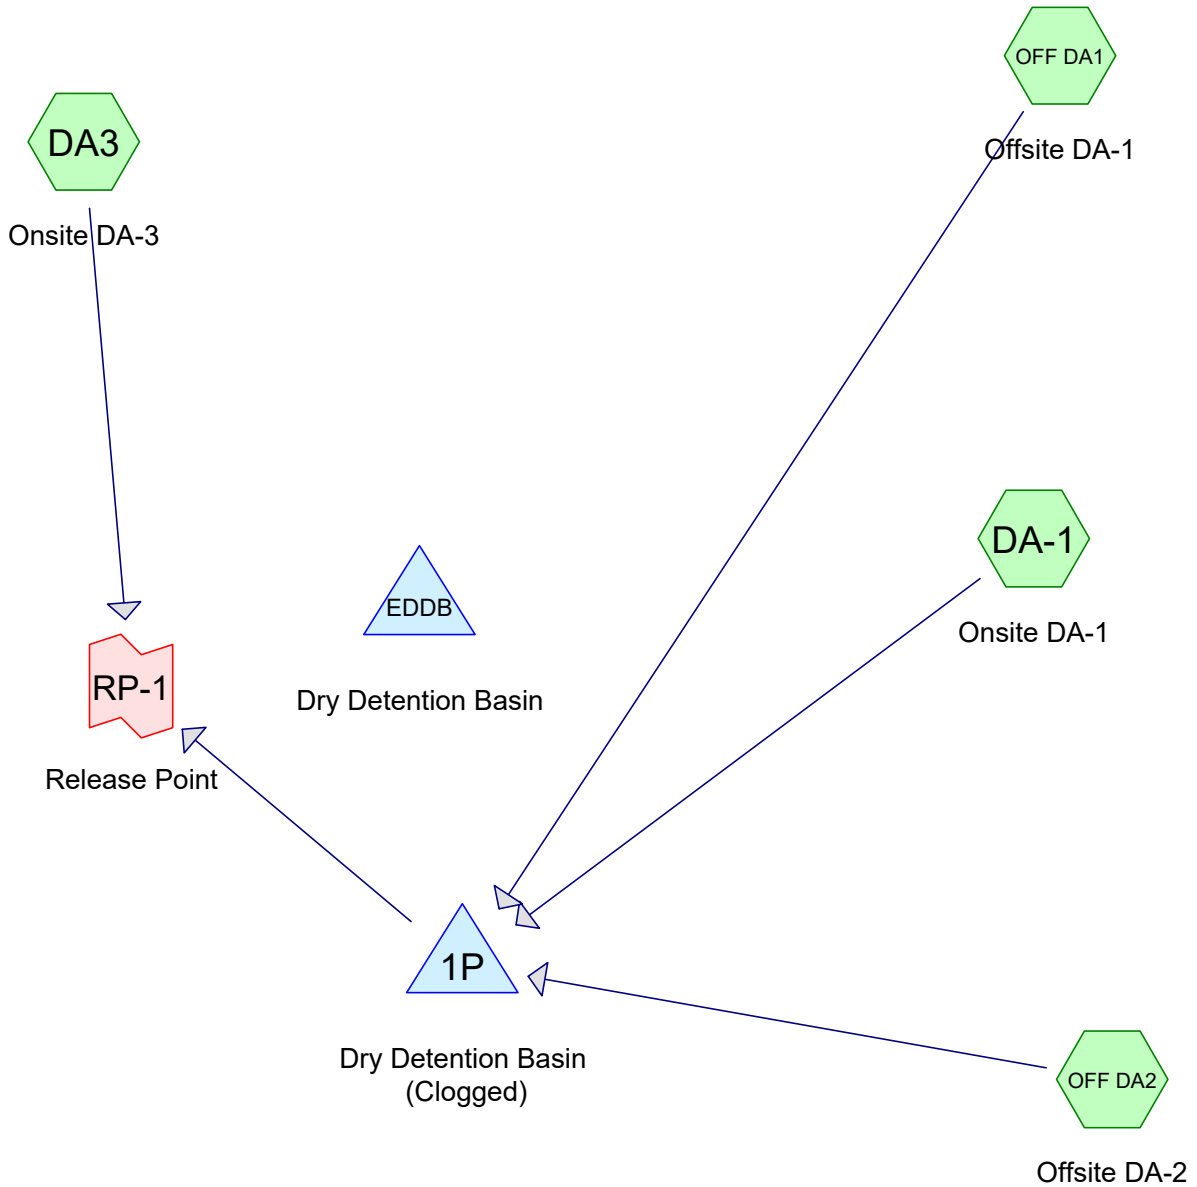 OFF DA1
Offsite DA-1
DA3
Onsite DA-3
DA-1
Onsite DA-1
EDDB
Dry Detention Basin
RP-1
Release Point
1P
Dry Detention Basin
(Clogged)
OFF DA2
Offsite DA-2